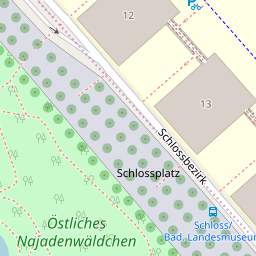 12
13
Schlossbezirk
Schlossplatz
Schloss/
Bad. Landesmuseum
Östliches
Najadenwäldchen